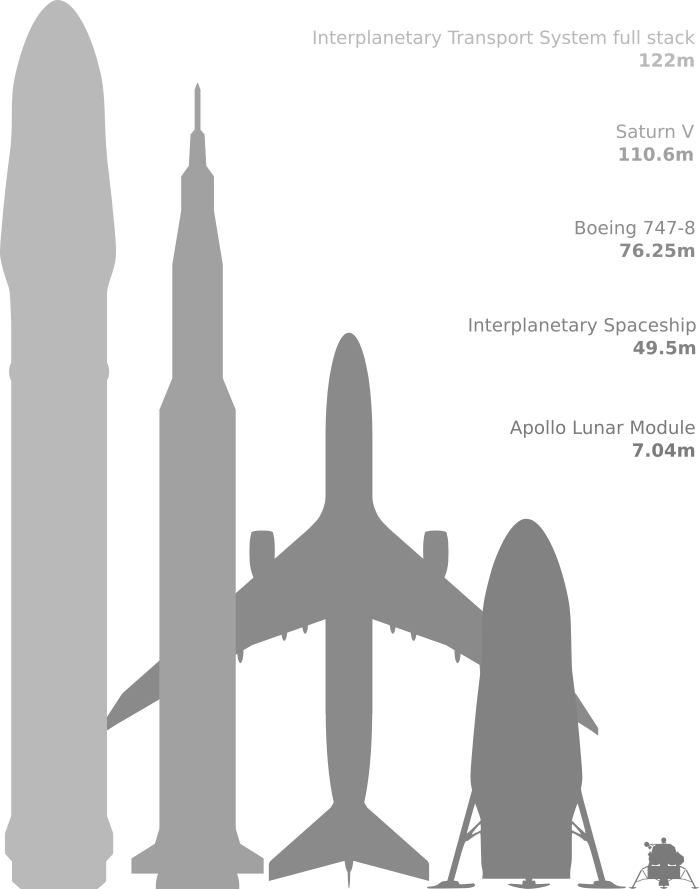 Interplanetary Transport System full stack
122m
Saturn V
110.6m
Boeing 747-8
76.25m
Interplanetary Spaceship
49.5m
Apollo Lunar Module
7.04m